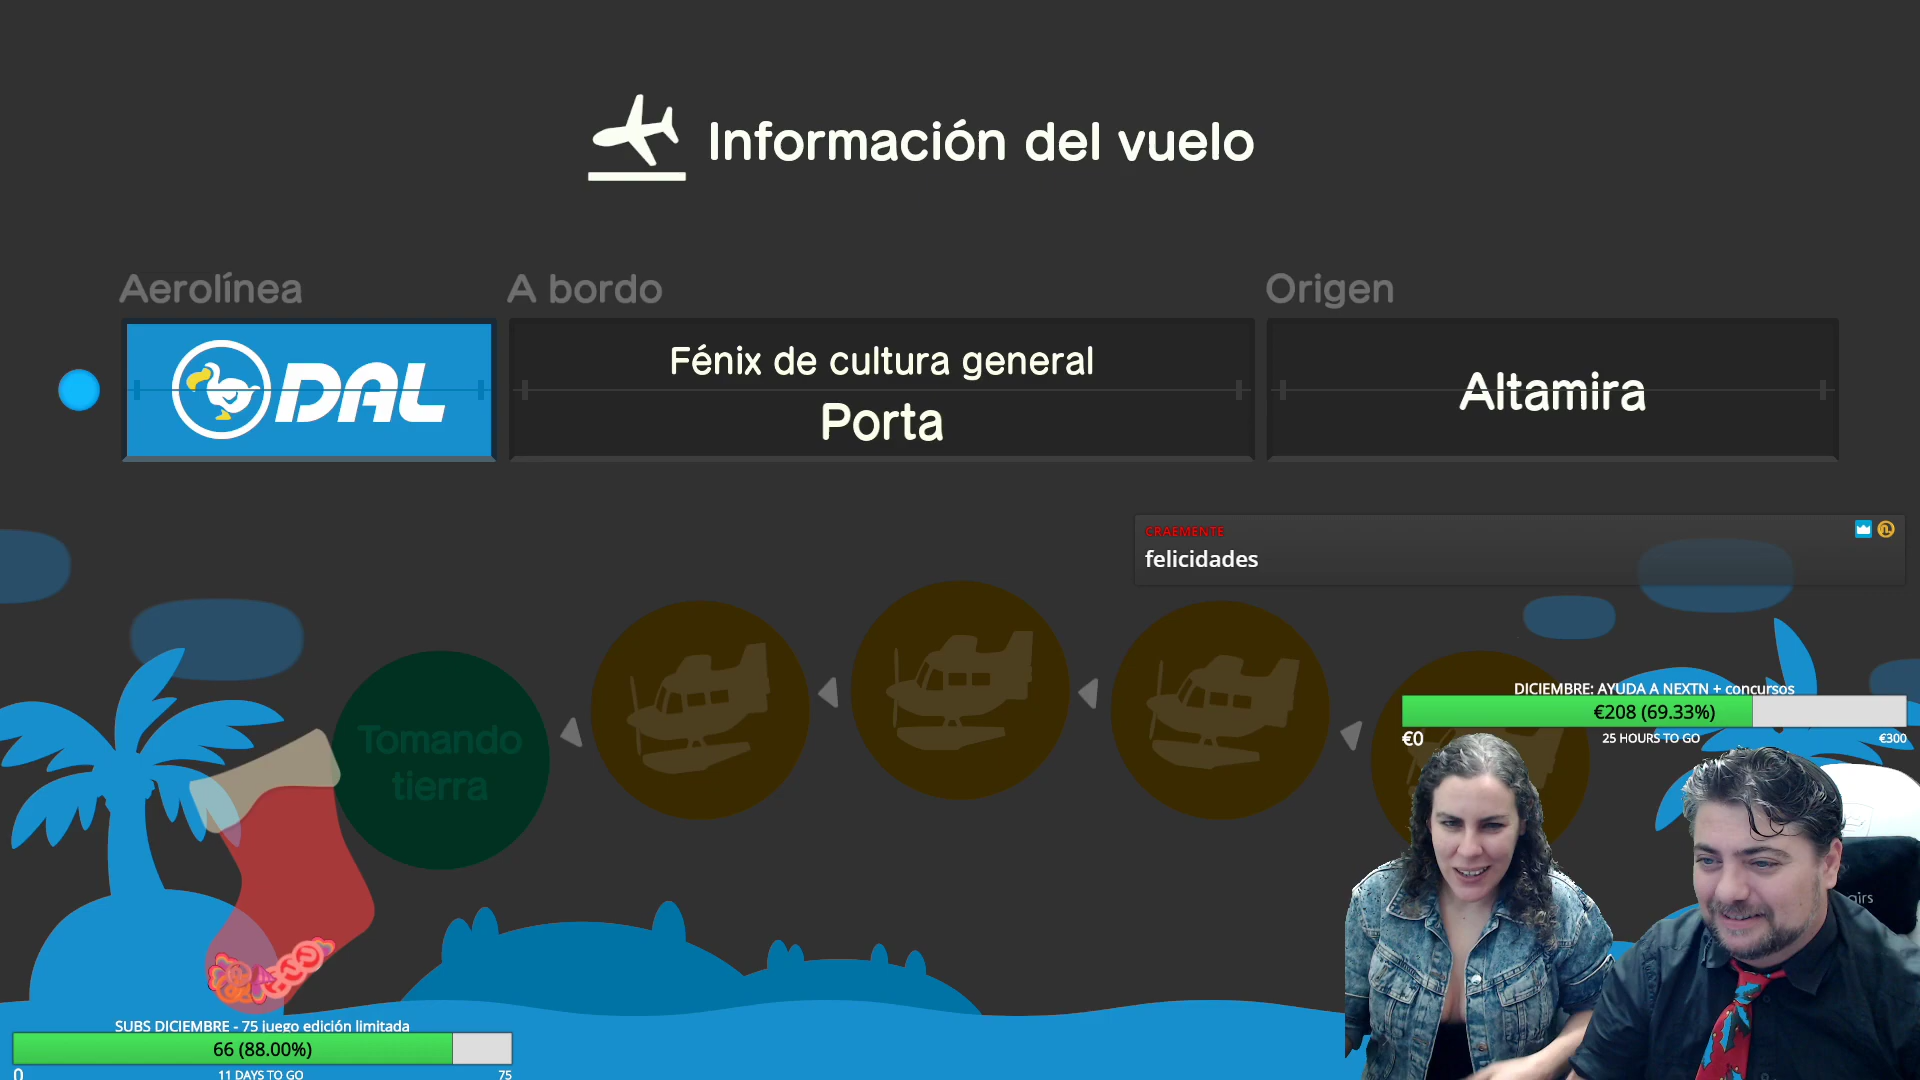 Información del vuelo
Aerolínea
A bordo
Origen
DAL
Fénix de cultura general
Porta
Altamira
CRAEMENTE
felicidades
Tomando
tierra
DICIEMBRE: AYUDA A NEXTN + concursos
€208 (69.33%)
€0
25 HOURS TO GO
€300
airs
SUBS DICIEMBRE - 75 juego edición limitada
66 (88.00%)
0
11 DAYS TO GO
75